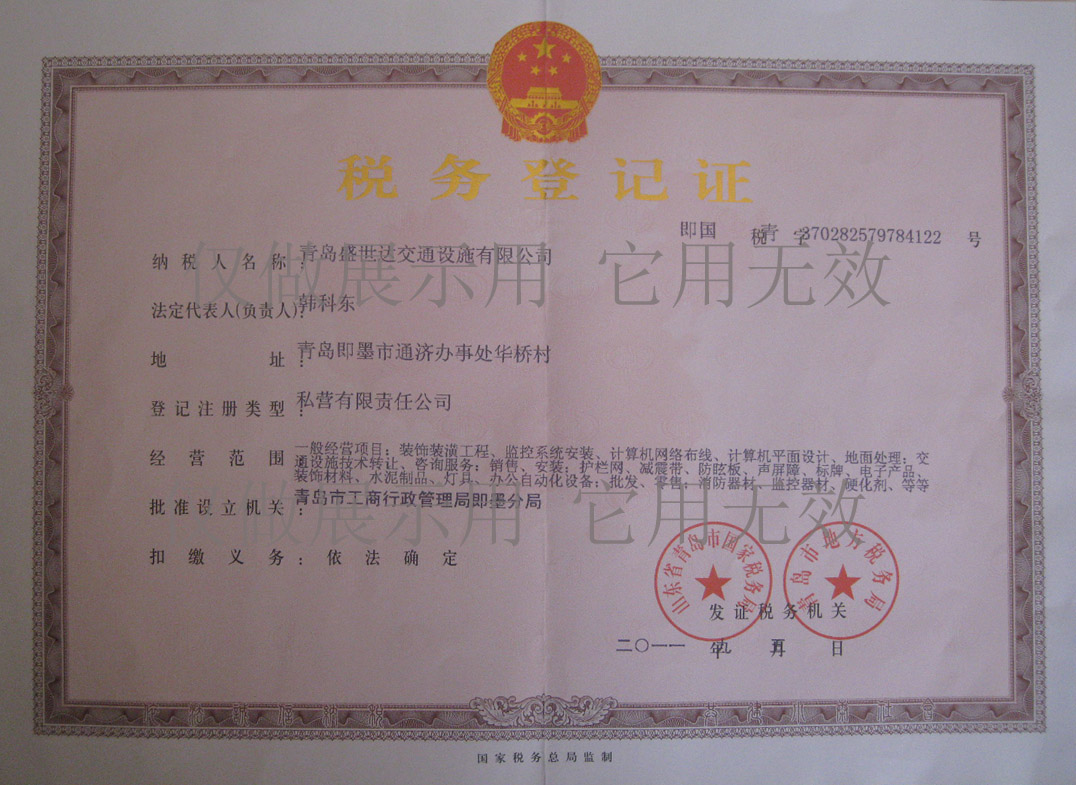 税务登记证
即国 税 青 字 370282579784122 号
纳税人名称：青岛盛世达交通设施有限公司
仅做展示用 它用无效
法定代表人(负责人)：韩科东
地址：青岛即墨市通济办事处华桥村
登记注册类型：私营有限责任公司
经营范围 一般经营项目：装饰装潢工程、监控系统安装、计算机网络布线、计算机平面设计、地面处理；交
通设施技术转让、咨询服务；销售、安装：护栏网、减震带、防眩板、声屏障、标牌、电子产品、
装饰材料、水泥制品、灯具、办公自动化设备；批发、零售：消防器材、监控器材、硬化剂、等等
批准设立机关：青岛市工商行政管理局即墨分局
仅做展示用 它用无效
扣缴义务：依法确定
山东省青岛市国家税务局
青岛市地方税务局
发证税务机关
二〇一一 年 九 月 五 日
国家税务总局监制